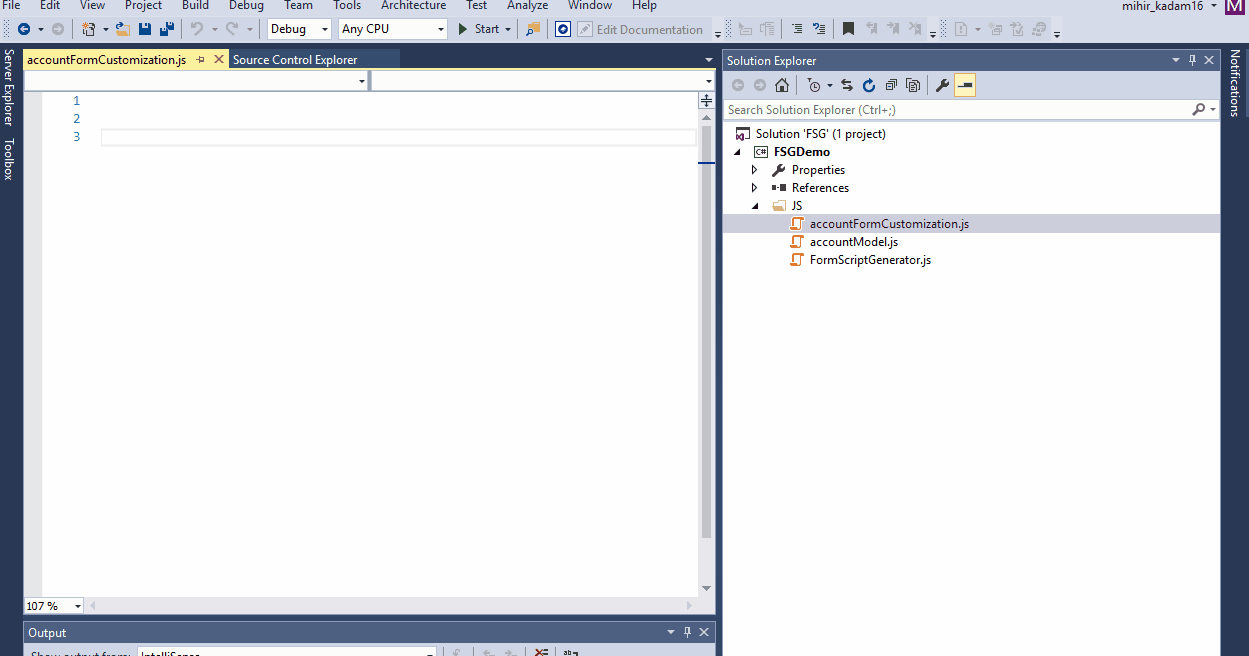 File Edit View Project Build Debug Team Tools Architecture Test Analyze Window Help mihir_kadam16 M
Debug Any CPU Start Edit Documentation
Server Explorer
Toolbox
accountFormCustomization.js Source Control Explorer
1
2
3
107 %
Output
Show output from: IntelliSense
Solution Explorer
Search Solution Explorer (Ctrl+;)
Solution 'FSG' (1 project)
C# FSGDemo
Properties
References
JS
accountFormCustomization.js
accountModel.js
FormScriptGenerator.js
Notifications